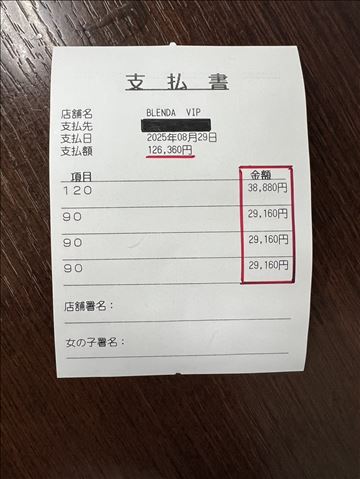 支払書
店舗名 BLENDA VIP
支払先
支払日 2025年08月29日
支払額 126,360円
項目 金額
120 38,880円
90 29,160円
90 29,160円
90 29,160円
店舗署名：
女の子署名：